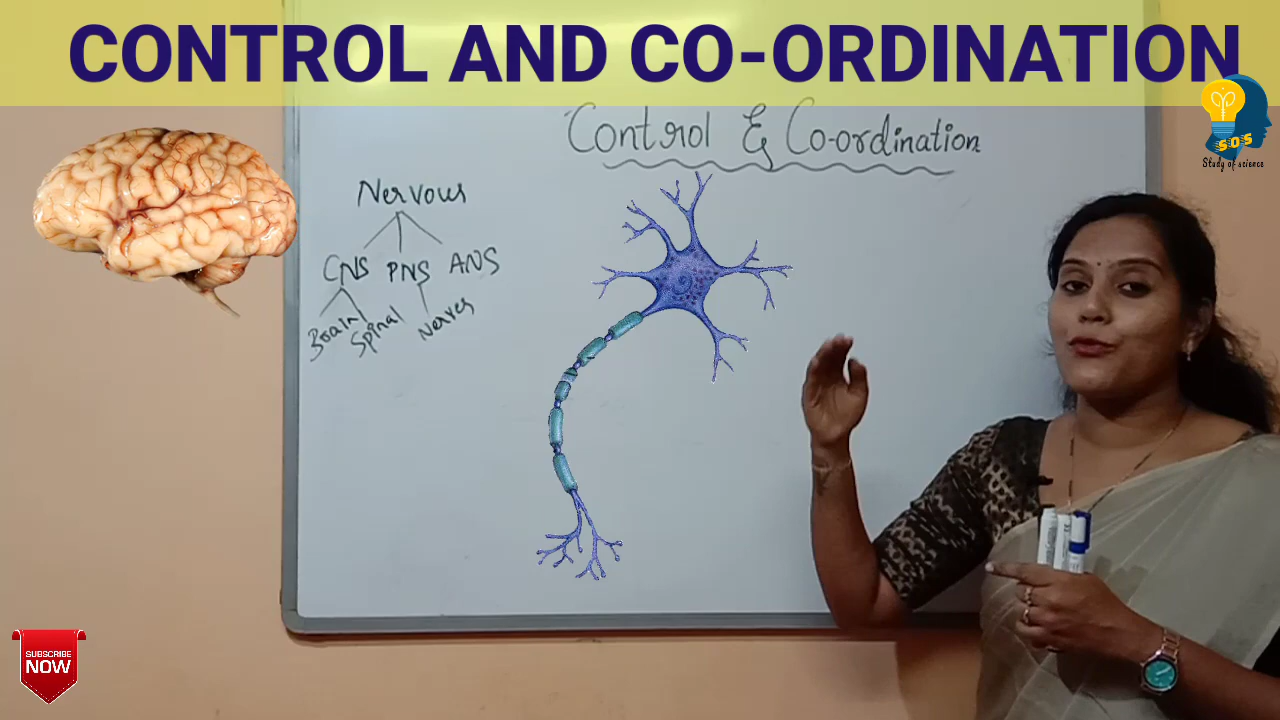 CONTROL AND CO-ORDINATION
SOS
Study of science
Control & Co-ordination
Nervous
CNS PNS ANS
Brain Spinal Nerves
SUBSCRIBE
NOW